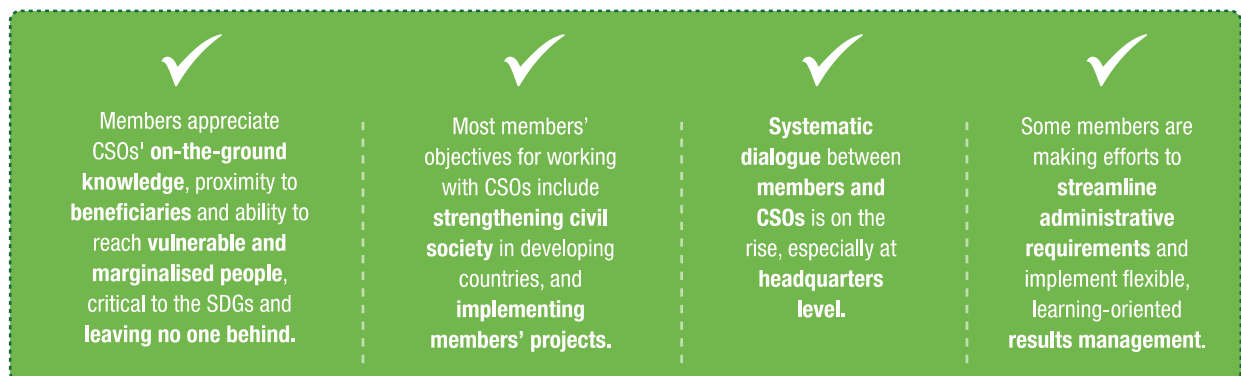 Members appreciate
CSOs' on-the-ground
knowledge, proximity to
beneficiaries and ability to
reach vulnerable and
marginalised people,
critical to the SDGs and
leaving no one behind.
Most members’
objectives for working
with CSOs include
strengthening civil
society in developing
countries, and
implementing
members’ projects.
Systematic
dialogue between
members and
CSOs is on the
rise, especially at
headquarters
level.
Some members are
making efforts to
streamline
administrative
requirements and
implement flexible,
learning-oriented
results management.